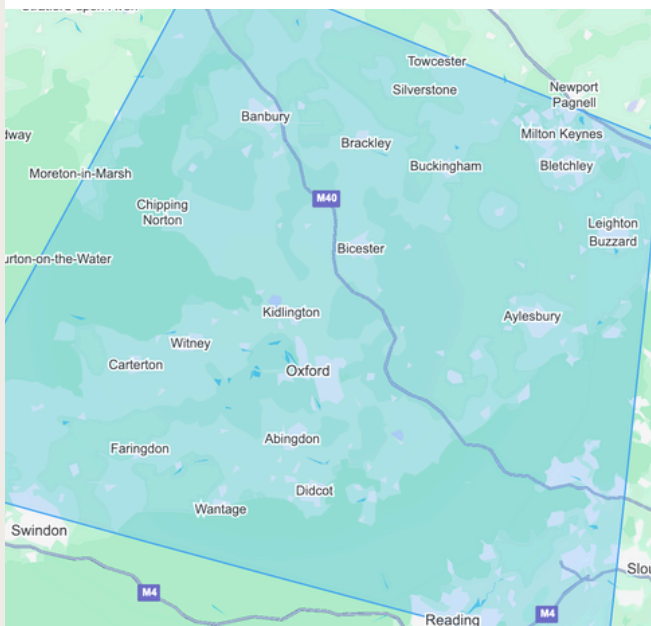 Towcester
Silverstone
Newport
Pagnell
Banbury
Milton Keynes
Brackley
Buckingham
Bletchley
Moreton-in-Marsh
M40
Chipping
Norton
Leighton
Buzzard
Bicester
urton-on-the-Water
Kidlington
Aylesbury
Witney
Carterton
Oxford
Abingdon
Faringdon
Didcot
Wantage
Swindon
Slou
M4
M4
Reading